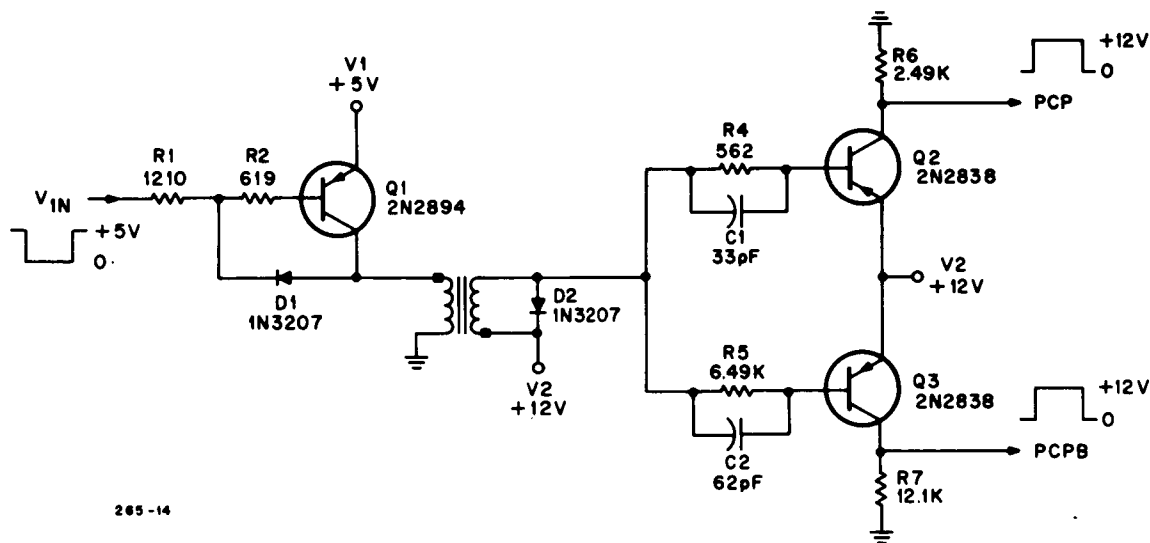 R6
2.49K
+12V
0
PCP
V1
+5V
R4
562
R1
1210
R2
619
Q1
2N2894
Q2
2N2838
V1N
+5V
0
C1
33pF
V2
+12V
D1
1N3207
D2
1N3207
R5
6.49K
Q3
2N2838
+12V
0
V2
+12V
PCPB
C2
62pF
R7
12.1K
265-14